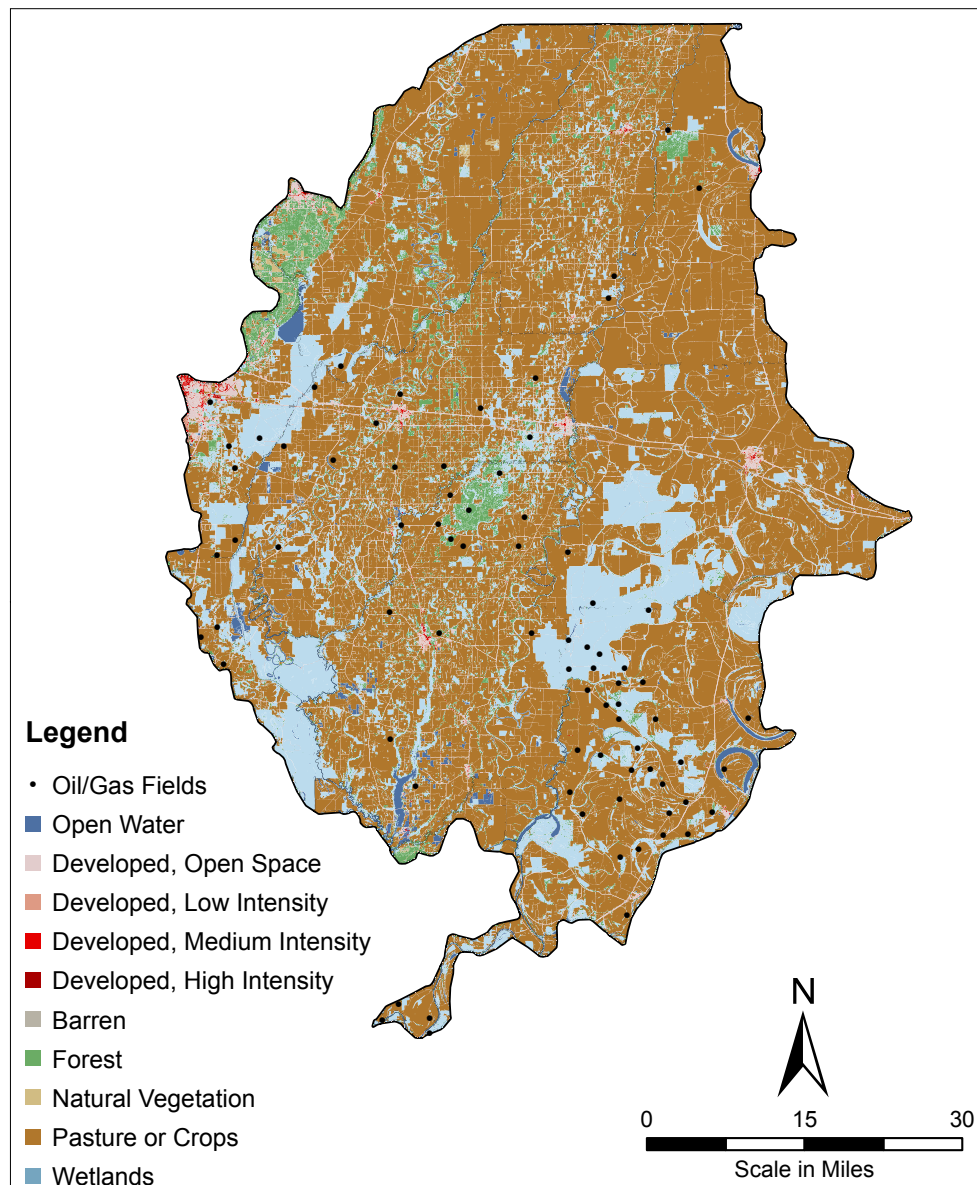 Legend
Oil/Gas Fields
Open Water
Developed, Open Space
Developed, Low Intensity
Developed, Medium Intensity
Developed, High Intensity
Barren
Forest
Natural Vegetation
Pasture or Crops
Wetlands
N
0 15 30
Scale in Miles